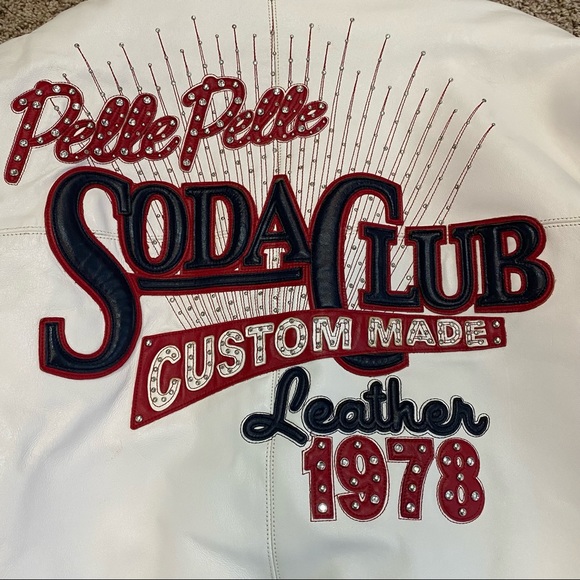 Pelle Pelle
SODA CLUB
CUSTOM MADE
Leather
1978